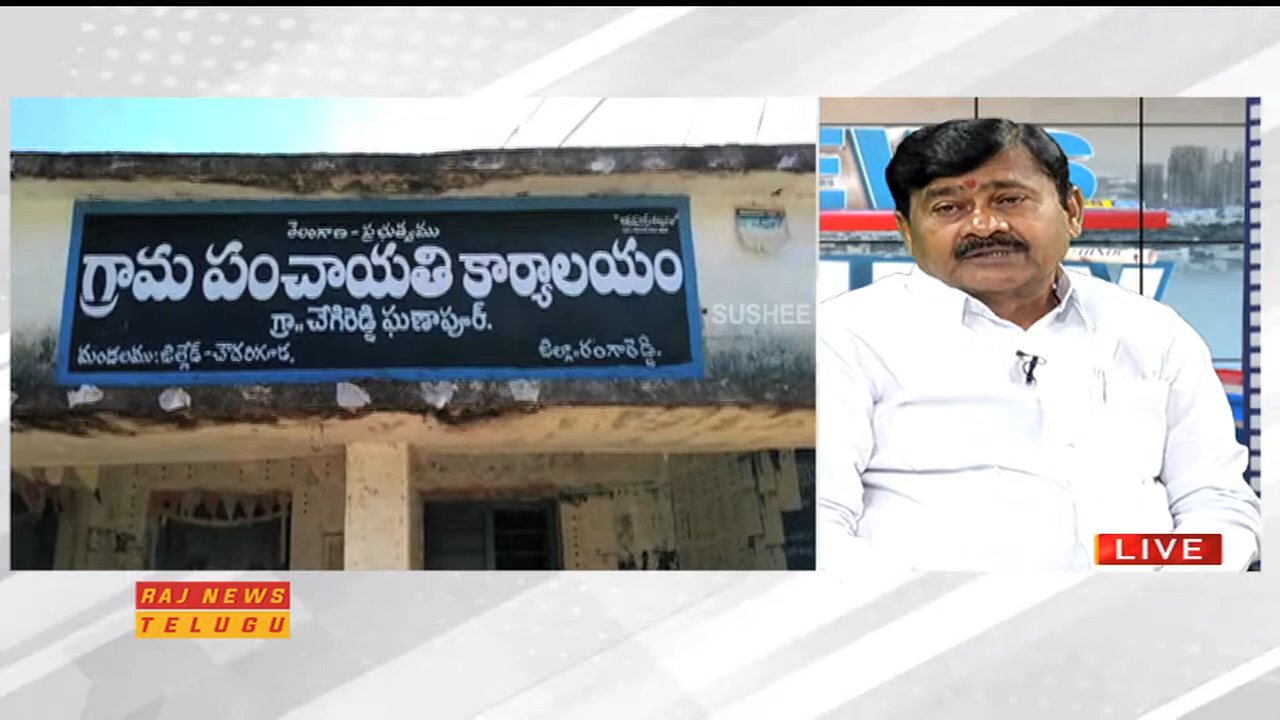 తెలంగాణ - ప్రభుత్వము
గ్రామ పంచాయతి కార్యాలయం
గ్రా,, చేగిరెడ్డి ఘణాపూర్.
మండలము: జిల్లేడ్ - చౌదరిగూడ, జిల్లా. రంగారెడ్డి.
SUSHEE
LIVE
RAJ NEWS
TELUGU